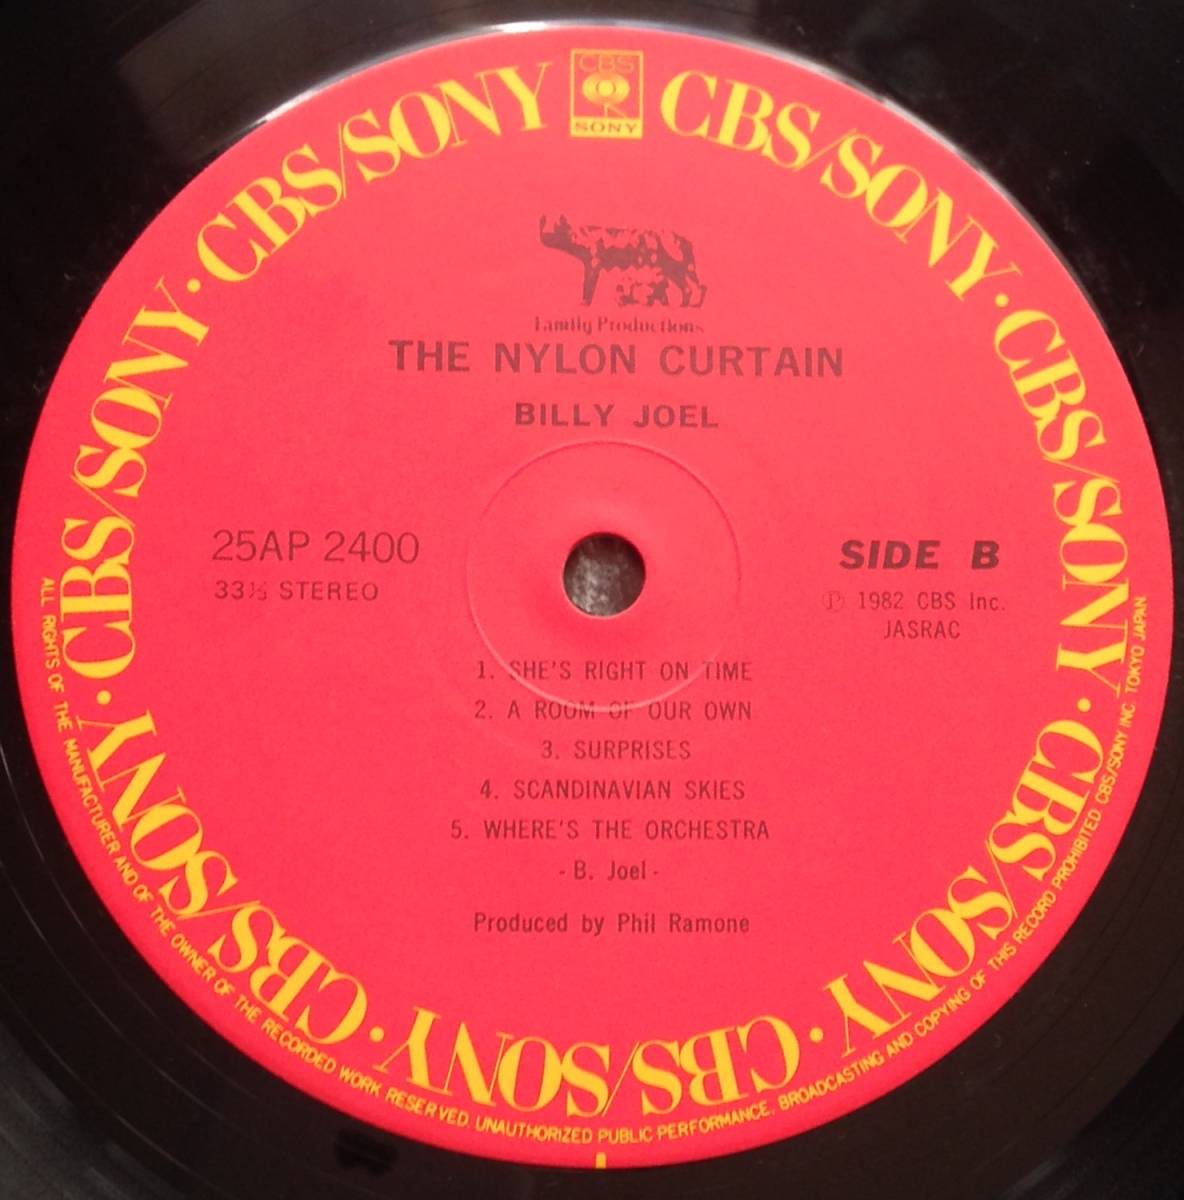 CBS
SONY
CBS/SONY · CBS/SONY · CBS/SONY · CBS/SONY · CBS/SONY · CBS/SONY · CBS/SONY · CBS/SONY
Family Productions
THE NYLON CURTAIN
BILLY JOEL
25AP 2400
33⅓ STEREO
SIDE B
Ⓟ 1982 CBS Inc.
JASRAC
1. SHE'S RIGHT ON TIME
2. A ROOM OF OUR OWN
3. SURPRISES
4. SCANDINAVIAN SKIES
5. WHERE'S THE ORCHESTRA
- B. Joel -
Produced by Phil Ramone
ALL RIGHTS OF THE MANUFACTURER AND OF THE OWNER OF THE RECORDED WORK RESERVED. UNAUTHORIZED PUBLIC PERFORMANCE. BROADCASTING AND COPYING OF THIS RECORD PROHIBITED CBS/SONY INC. TOKYO JAPAN.